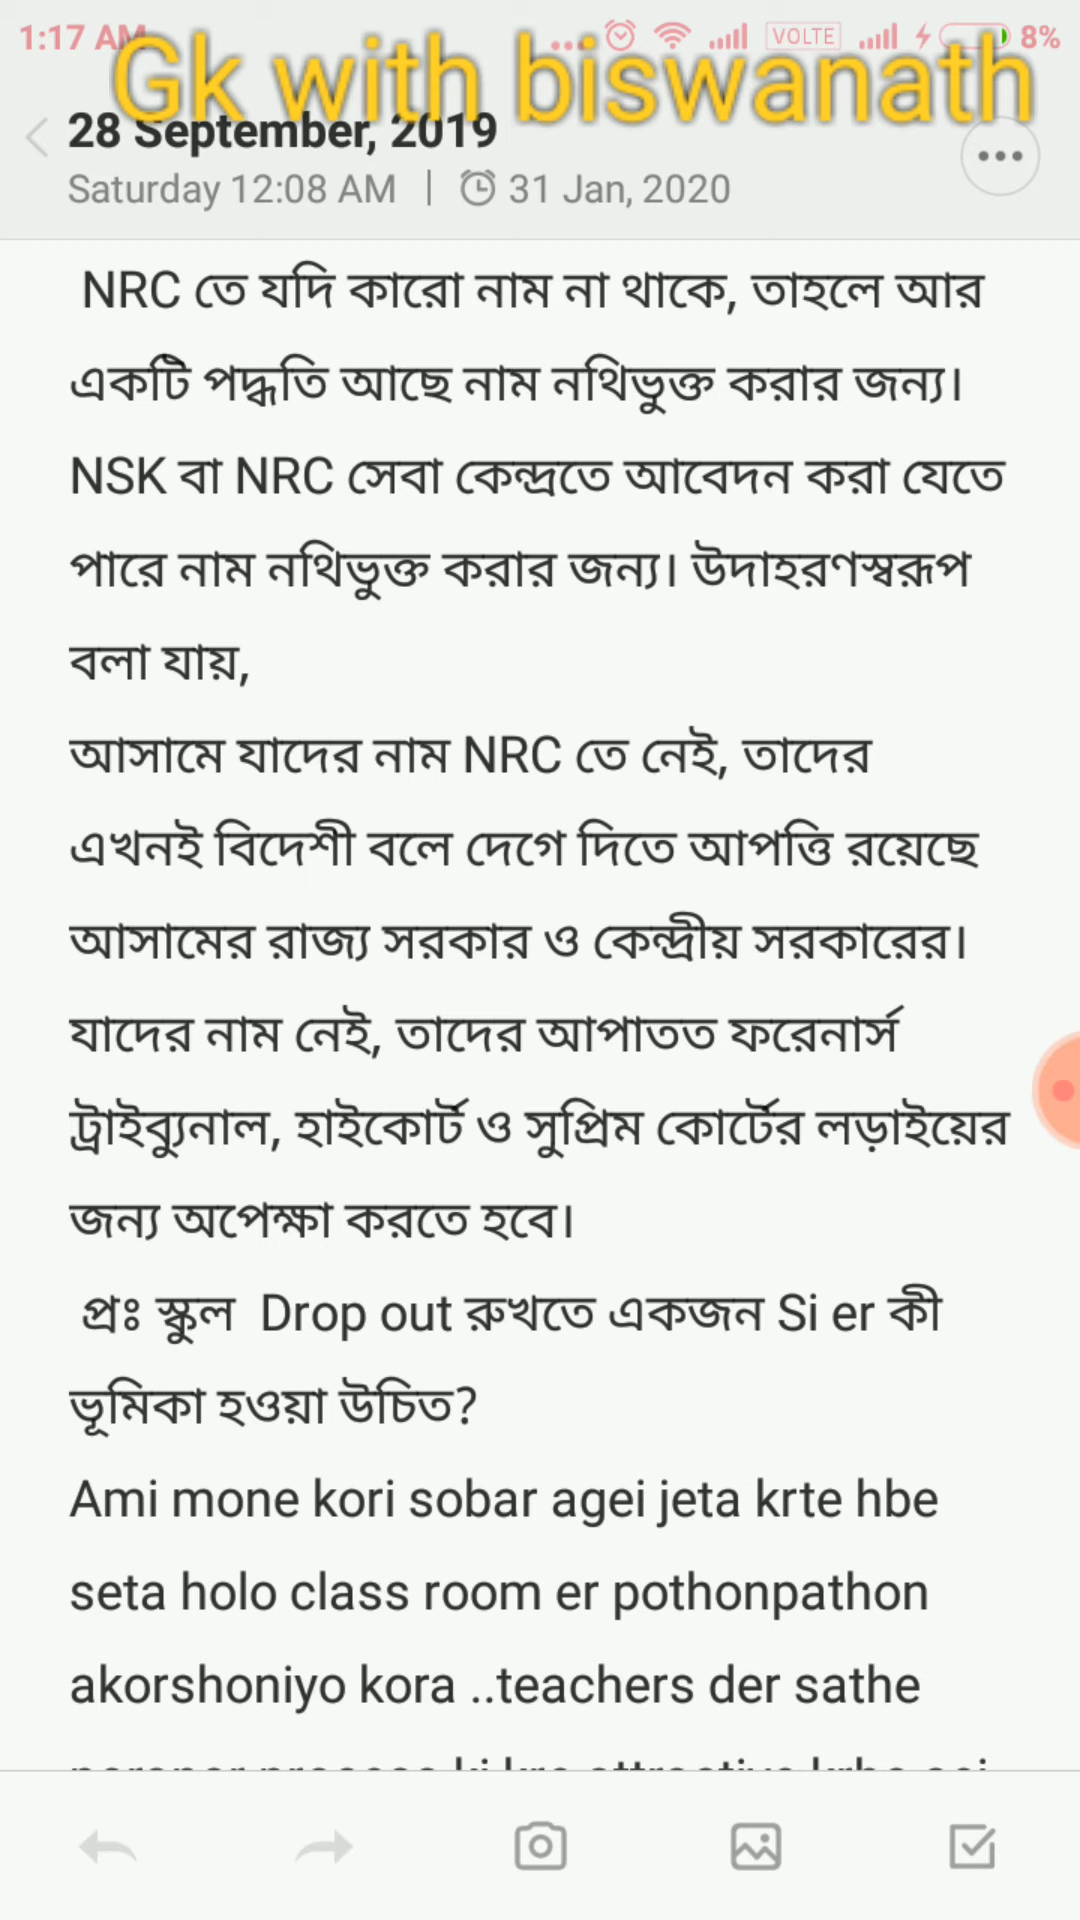 1:17 AM
VOLTE
8%
Gk with biswanath
28 September, 2019
Saturday 12:08 AM | 31 Jan, 2020
NRC তে যদি কারো নাম না থাকে, তাহলে আর
একটি পদ্ধতি আছে নাম নথিভুক্ত করার জন্য।
NSK বা NRC সেবা কেন্দ্রতে আবেদন করা যেতে
পারে নাম নথিভুক্ত করার জন্য। উদাহরণস্বরূপ
বলা যায়,
আসামে যাদের নাম NRC তে নেই, তাদের
এখনই বিদেশী বলে দেগে দিতে আপত্তি রয়েছে
আসামের রাজ্য সরকার ও কেন্দ্রীয় সরকারের।
যাদের নাম নেই, তাদের আপাতত ফরেনার্স
ট্রাইব্যুনাল, হাইকোর্ট ও সুপ্রিম কোর্টের লড়াইয়ের
জন্য অপেক্ষা করতে হবে।
প্রঃ স্কুল Drop out রুখতে একজন Si er কী
ভূমিকা হওয়া উচিত?
Ami mone kori sobar agei jeta krte hbe
seta holo class room er pothonpathon
akorshoniyo kora ..teachers der sathe